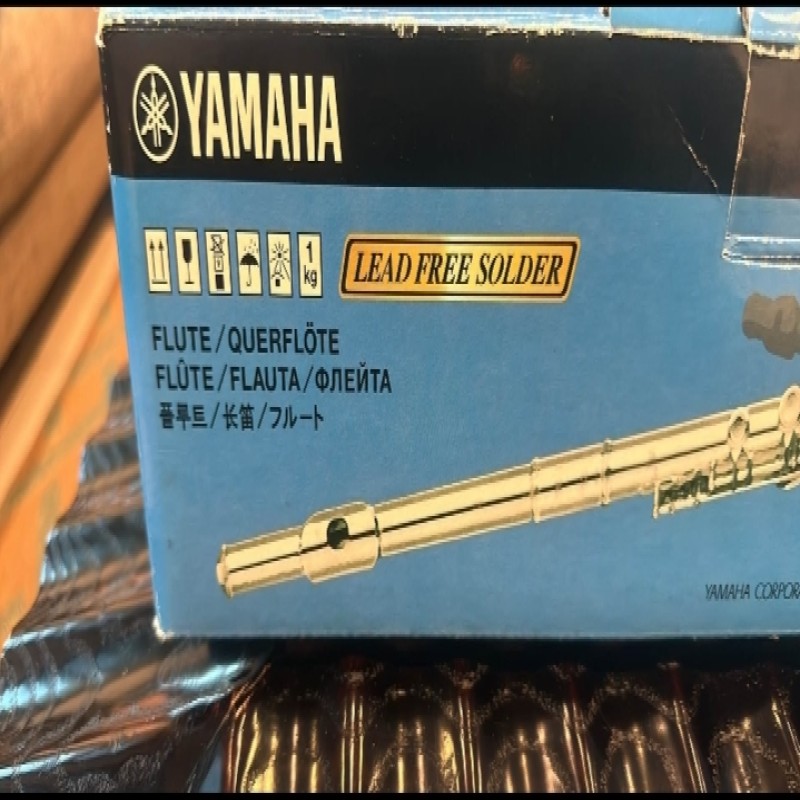 YAMAHA
1 kg
LEAD FREE SOLDER
FLUTE/QUERFLÖTE
FLÛTE/FLAUTA/ФЛЕЙТА
플루트/长笛/フルート
YAMAHA